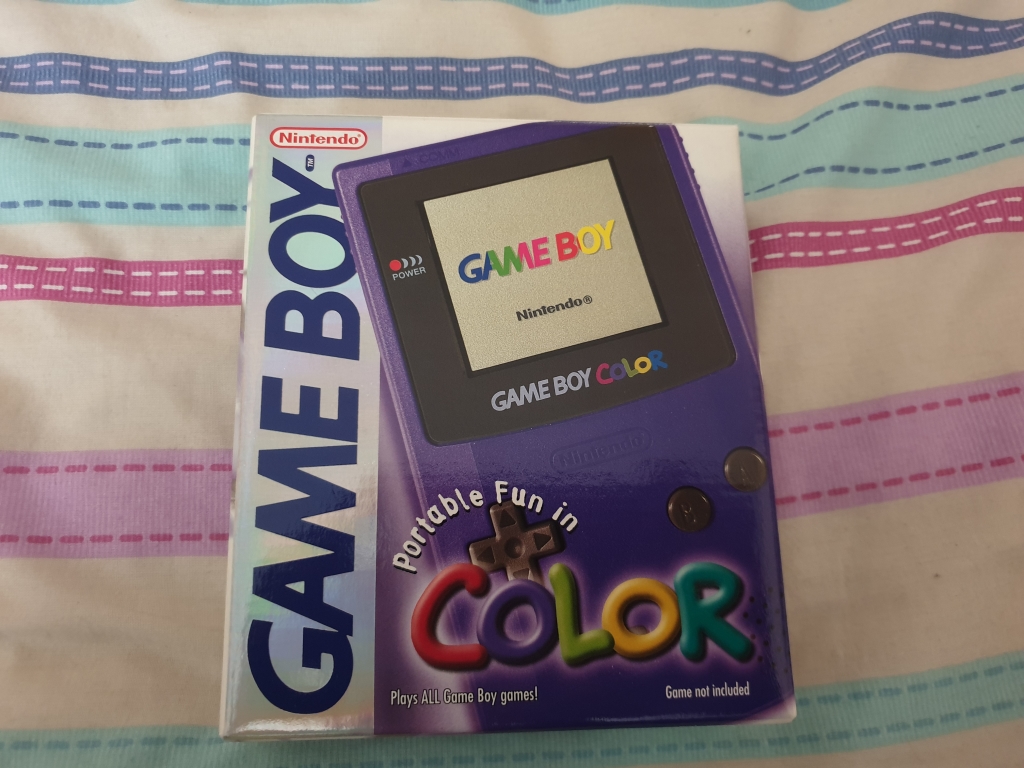 Nintendo®
GAME BOY™
COMM
POWER
GAME BOY
Nintendo®
GAME BOY COLOR
Nintendo
Portable Fun in
COLOR
Plays ALL Game Boy games!
Game not included